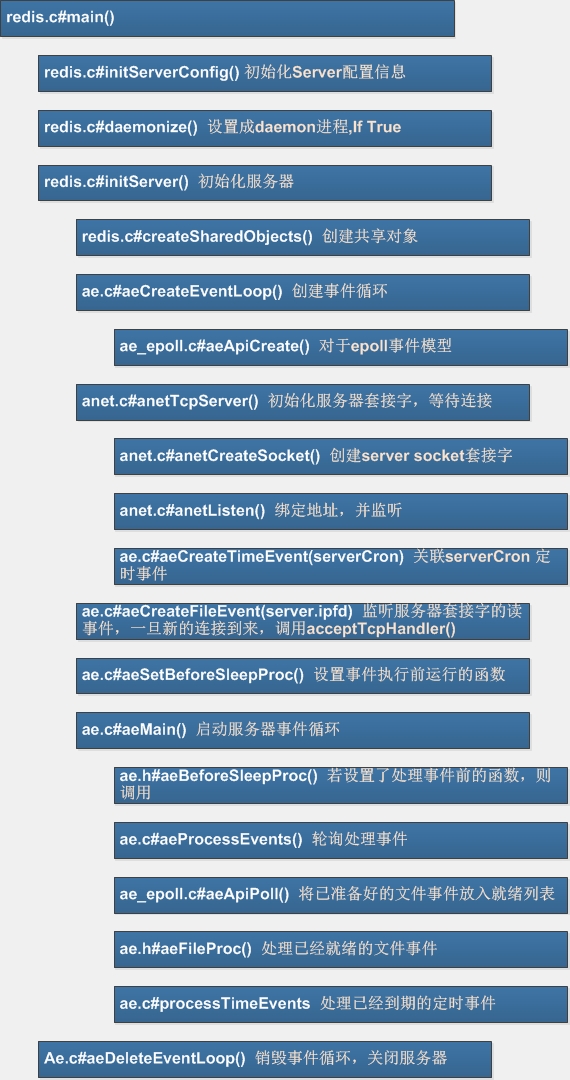 redis.c#main()
redis.c#initServerConfig() 初始化Server配置信息
redis.c#daemonize() 设置成daemon进程,If True
redis.c#initServer() 初始化服务器
redis.c#createSharedObjects() 创建共享对象
ae.c#aeCreateEventLoop() 创建事件循环
ae_epoll.c#aeApiCreate() 对于epoll事件模型
anet.c#anetTcpServer() 初始化服务器套接字，等待连接
anet.c#anetCreateSocket() 创建server socket套接字
anet.c#anetListen() 绑定地址，并监听
ae.c#aeCreateTimeEvent(serverCron) 关联serverCron 定
时事件
ae.c#aeCreateFileEvent(server.ipfd) 监听服务器套接字的读
事件，一旦新的连接到来，调用acceptTcpHandler()
ae.c#aeSetBeforeSleepProc() 设置事件执行前运行的函数
ae.c#aeMain() 启动服务器事件循环
ae.h#aeBeforeSleepProc() 若设置了处理事件前的函数，则
调用
ae.c#aeProcessEvents() 轮询处理事件
ae_epoll.c#aeApiPoll() 将已准备好的文件事件放入就绪列表
ae.h#aeFileProc() 处理已经就绪的文件事件
ae.c#processTimeEvents 处理已经到期的定时事件
Ae.c#aeDeleteEventLoop() 销毁事件循环，关闭服务器